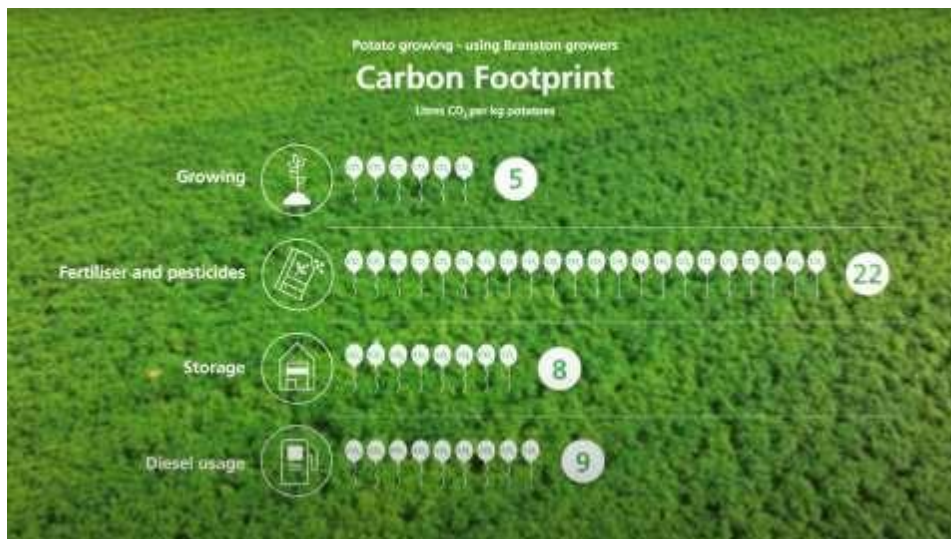 Potato growing - using Branston growers
Carbon Footprint
Litres CO₂ per kg potatoes
Growing
5
Fertiliser and pesticides
22
Storage
8
Diesel usage
9